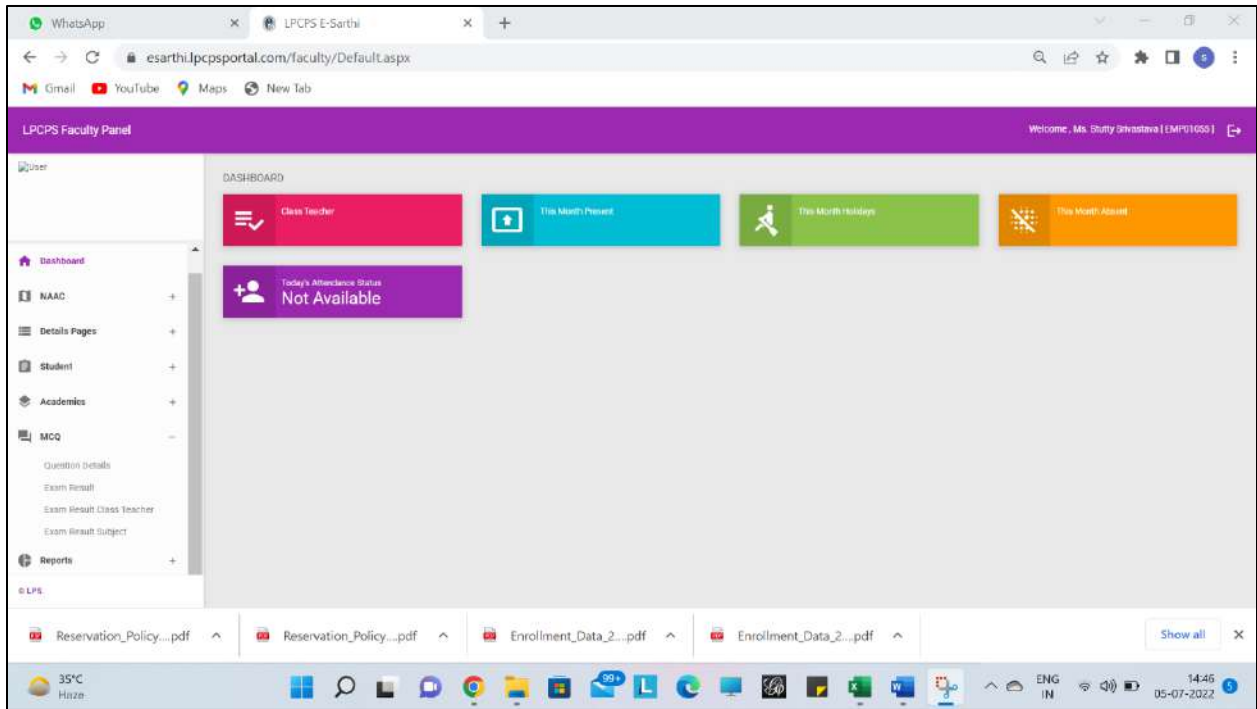 WhatsApp
LPCPS E-Sarthi
esarthi.lpcpsportal.com/faculty/Default.aspx
Gmail YouTube Maps New Tab
LPCPS Faculty Panel
Welcome , Ms. Stutty Srivastava [ EMP01055 ]
User
DASHBOARD
Class Teacher
This Month Present
This Month Holidays
This Month Absent
Today's Attendance Status
Not Available
Dashboard
NAAC +
Details Pages +
Student +
Academics +
MCQ −
Question Details
Exam Result
Exam Result Class Teacher
Exam Result Subject
Reports +
© LPS
Reservation_Policy....pdf
Reservation_Policy....pdf
Enrollment_Data_2....pdf
Enrollment_Data_2....pdf
Show all
35°C
Haze
99+
ENG
IN
14:46
05-07-2022
5